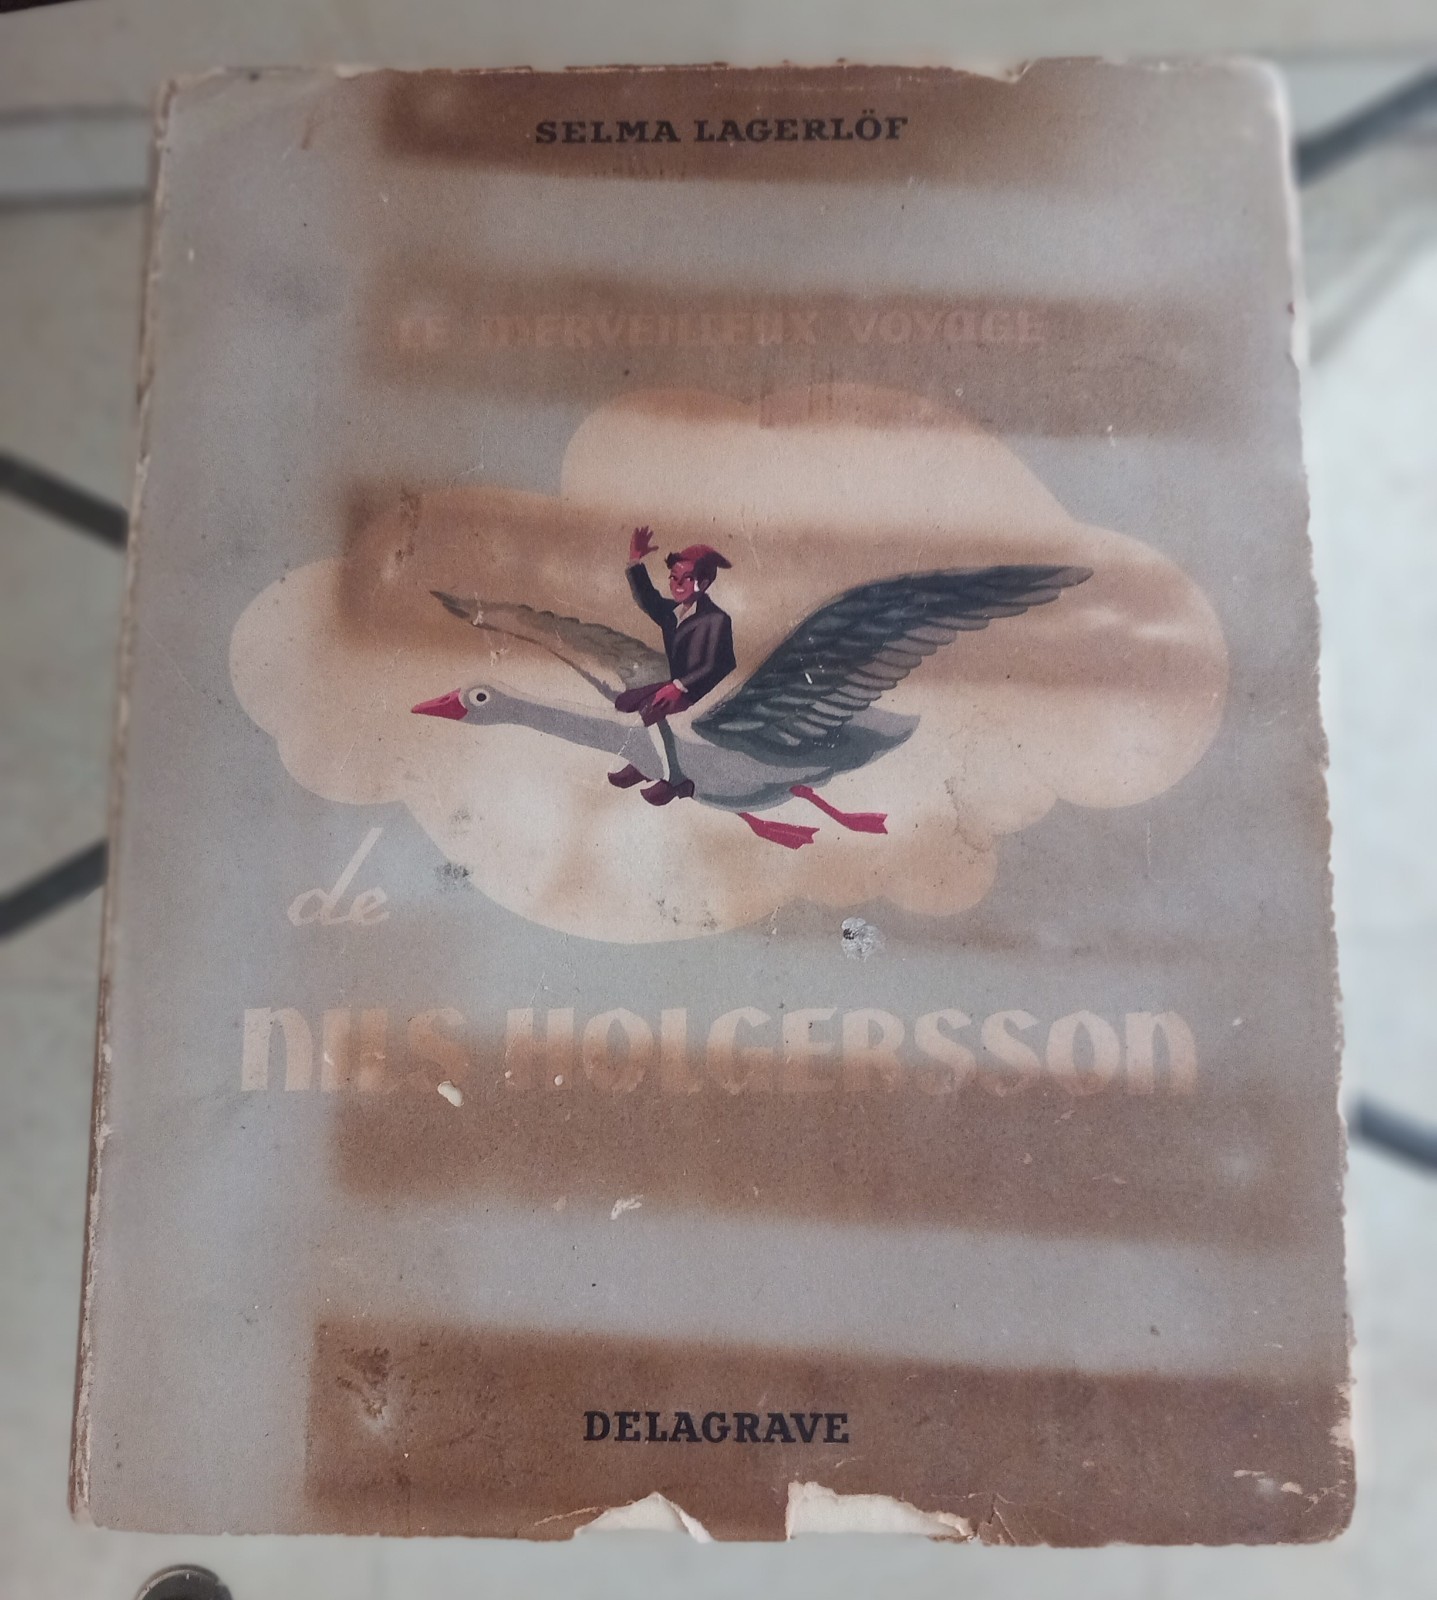 SELMA LAGERLÖF
LE MERVEILLEUX VOYAGE
de
NILS HOLGERSSON
DELAGRAVE